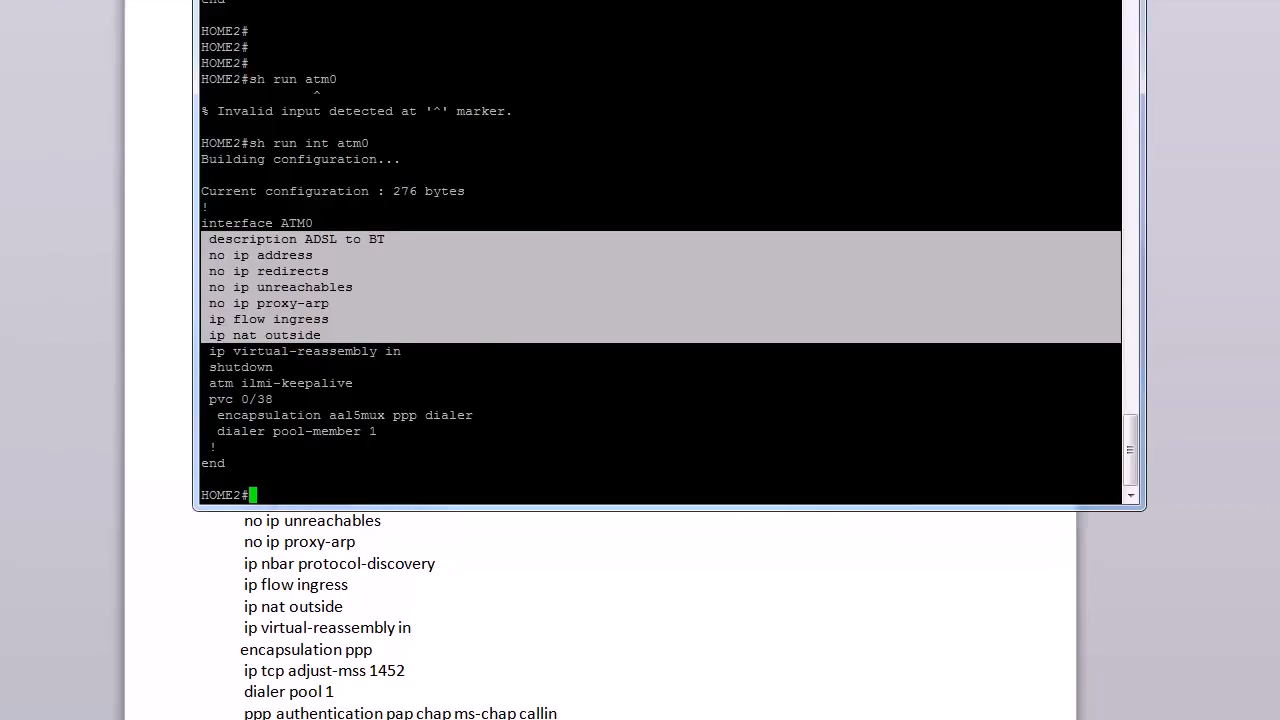 end
HOME2#
HOME2#
HOME2#
HOME2#sh run atm0
^
% Invalid input detected at '^' marker.
HOME2#sh run int atm0
Building configuration...
Current configuration : 276 bytes
!
interface ATM0
description ADSL to BT
no ip address
no ip redirects
no ip unreachables
no ip proxy-arp
ip flow ingress
ip nat outside
ip virtual-reassembly in
shutdown
atm ilmi-keepalive
pvc 0/38
encapsulation aal5mux ppp dialer
dialer pool-member 1
!
end
HOME2#
no ip unreachables
no ip proxy-arp
ip nbar protocol-discovery
ip flow ingress
ip nat outside
ip virtual-reassembly in
encapsulation ppp
ip tcp adjust-mss 1452
dialer pool 1
ppp authentication pap chap ms-chap callin